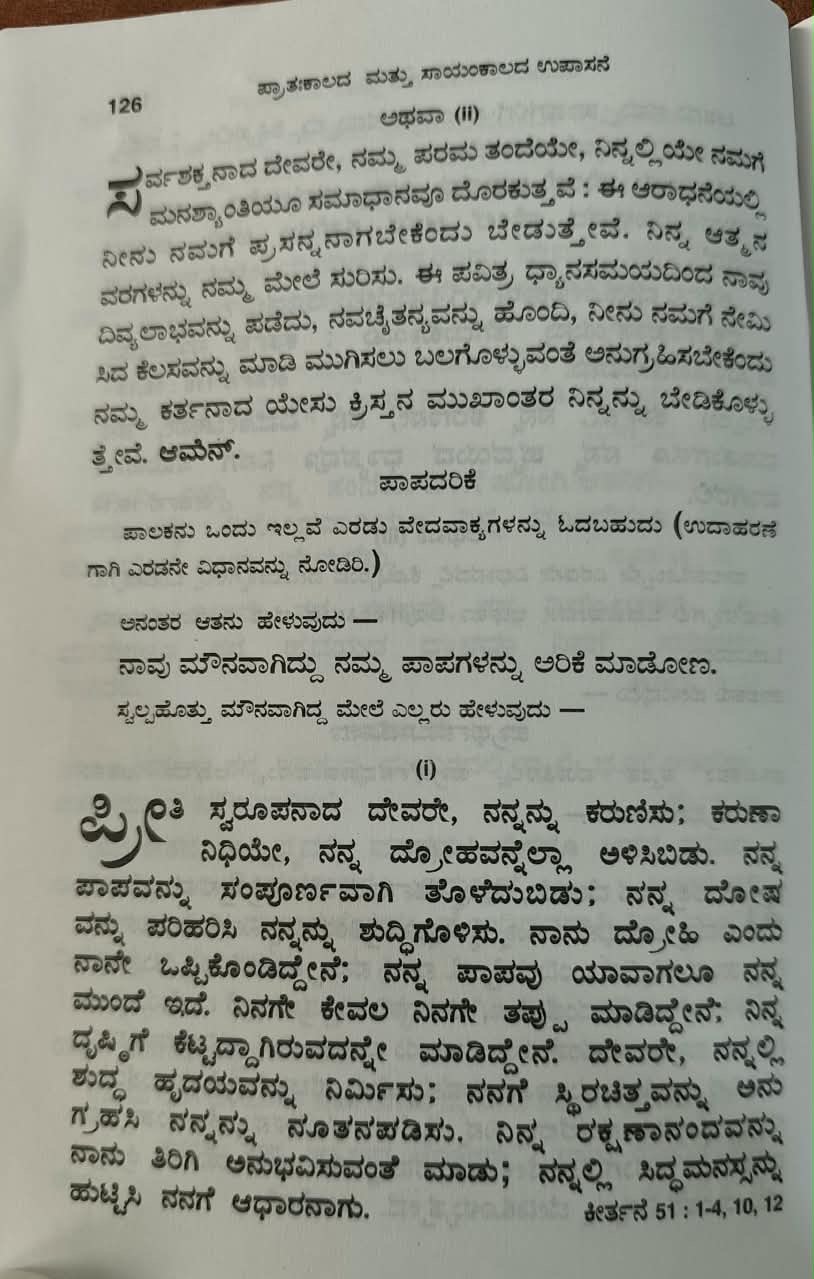 126
ಪ್ರಾತಃಕಾಲದ ಮತ್ತು ಸಾಯಂಕಾಲದ ಉಪಾಸನೆ
ಅಥವಾ (ii)
ಸರ್ವಶಕ್ತನಾದ ದೇವರೇ, ನಮ್ಮ ಪರಮ ತಂದೆಯೇ, ನಿನ್ನಲ್ಲಿಯೇ ನಮಗೆ
ಮನಶ್ಯಾಂತಿಯೂ ಸಮಾಧಾನವೂ ದೊರಕುತ್ತವೆ : ಈ ಆರಾಧನೆಯಲ್ಲಿ
ನೀನು ನಮಗೆ ಪ್ರಸನ್ನನಾಗಬೇಕೆಂದು ಬೇಡುತ್ತೇವೆ. ನಿನ್ನ ಆತ್ಮನ
ವರಗಳನ್ನು ನಮ್ಮ ಮೇಲೆ ಸುರಿಸು. ಈ ಪವಿತ್ರ ಧ್ಯಾನಸಮಯದಿಂದ ನಾವು
ದಿವ್ಯಲಾಭವನ್ನು ಪಡೆದು, ನವಚೈತನ್ಯವನ್ನು ಹೊಂದಿ, ನೀನು ನಮಗೆ ನೇಮಿ
ಸಿದ ಕೆಲಸವನ್ನು ಮಾಡಿ ಮುಗಿಸಲು ಬಲಗೊಳ್ಳುವಂತೆ ಅನುಗ್ರಹಿಸಬೇಕೆಂದು
ನಮ್ಮ ಕರ್ತನಾದ ಯೇಸು ಕ್ರಿಸ್ತನ ಮುಖಾಂತರ ನಿನ್ನನ್ನು ಬೇಡಿಕೊಳ್ಳು
ತ್ತೇವೆ. ಆಮೆನ್.
ಪಾಪದರಿಕೆ
ಪಾಲಕನು ಒಂದು ಇಲ್ಲವೆ ಎರಡು ವೇದವಾಕ್ಯಗಳನ್ನು ಓದಬಹುದು (ಉದಾಹರಣೆ
ಗಾಗಿ ಎರಡನೇ ವಿಧಾನವನ್ನು ನೋಡಿರಿ.)
ಅನಂತರ ಆತನು ಹೇಳುವುದು —
ನಾವು ಮೌನವಾಗಿದ್ದು ನಮ್ಮ ಪಾಪಗಳನ್ನು ಅರಿಕೆ ಮಾಡೋಣ.
ಸ್ವಲ್ಪಹೊತ್ತು ಮೌನವಾಗಿದ್ದ ಮೇಲೆ ಎಲ್ಲರು ಹೇಳುವುದು —
(i)
ಪ್ರೀತಿ ಸ್ವರೂಪನಾದ ದೇವರೇ, ನನ್ನನ್ನು ಕರುಣಿಸು; ಕರುಣಾ
ನಿಧಿಯೇ, ನನ್ನ ದ್ರೋಹವನ್ನೆಲ್ಲಾ ಅಳಿಸಿಬಿಡು. ನನ್ನ
ಪಾಪವನ್ನು ಸಂಪೂರ್ಣವಾಗಿ ತೊಳೆದುಬಿಡು; ನನ್ನ ದೋಷ
ವನ್ನು ಪರಿಹರಿಸಿ ನನ್ನನ್ನು ಶುದ್ಧಿಗೊಳಿಸು. ನಾನು ದ್ರೋಹಿ ಎಂದು
ನಾನೇ ಒಪ್ಪಿಕೊಂಡಿದ್ದೇನೆ; ನನ್ನ ಪಾಪವು ಯಾವಾಗಲೂ ನನ್ನ
ಮುಂದೆ ಇದೆ. ನಿನಗೇ ಕೇವಲ ನಿನಗೇ ತಪ್ಪು ಮಾಡಿದ್ದೇನೆ; ನಿನ್ನ
ದೃಷ್ಠಿಗೆ ಕೆಟ್ಟದ್ದಾಗಿರುವದನ್ನೇ ಮಾಡಿದ್ದೇನೆ. ದೇವರೇ, ನನ್ನಲ್ಲಿ
ಶುದ್ಧ ಹೃದಯವನ್ನು ನಿರ್ಮಿಸು; ನನಗೆ ಸ್ಥಿರಚಿತ್ತವನ್ನು ಅನು
ಗ್ರಹಸಿ ನನ್ನನ್ನು ನೂತನಪಡಿಸು. ನಿನ್ನ ರಕ್ಷಣಾನಂದವನ್ನು
ನಾನು ತಿರಿಗಿ ಅನುಭವಿಸುವಂತೆ ಮಾಡು; ನನ್ನಲ್ಲಿ ಸಿದ್ಧಮನಸ್ಸನ್ನು
ಹುಟ್ಟಿಸಿ ನನಗೆ ಆಧಾರನಾಗು. ಕೀರ್ತನೆ 51 : 1-4, 10, 12